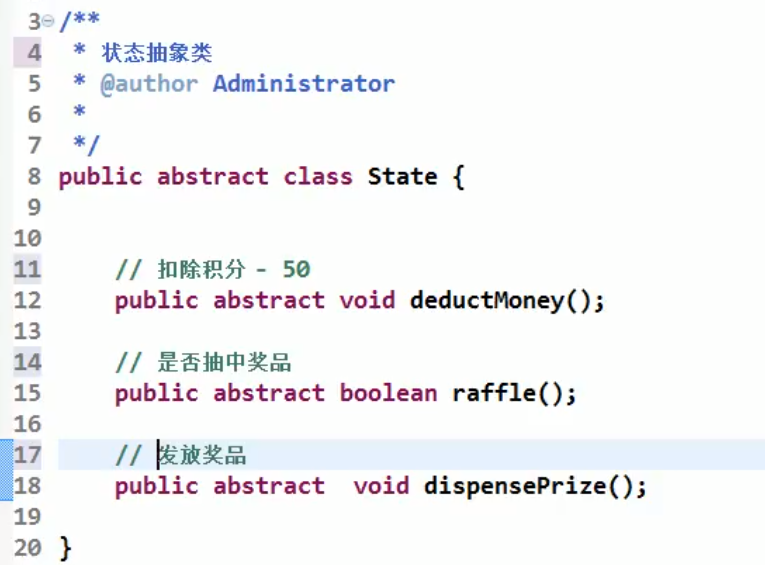 3 /**
4 * 状态抽象类
5 * @author Administrator
6 *
7 */
8 public abstract class State {
9
10
11 // 扣除积分 - 50
12 public abstract void deductMoney();
13
14 // 是否抽中奖品
15 public abstract boolean raffle();
16
17 // 发放奖品
18 public abstract  void dispensePrize();
19
20 }